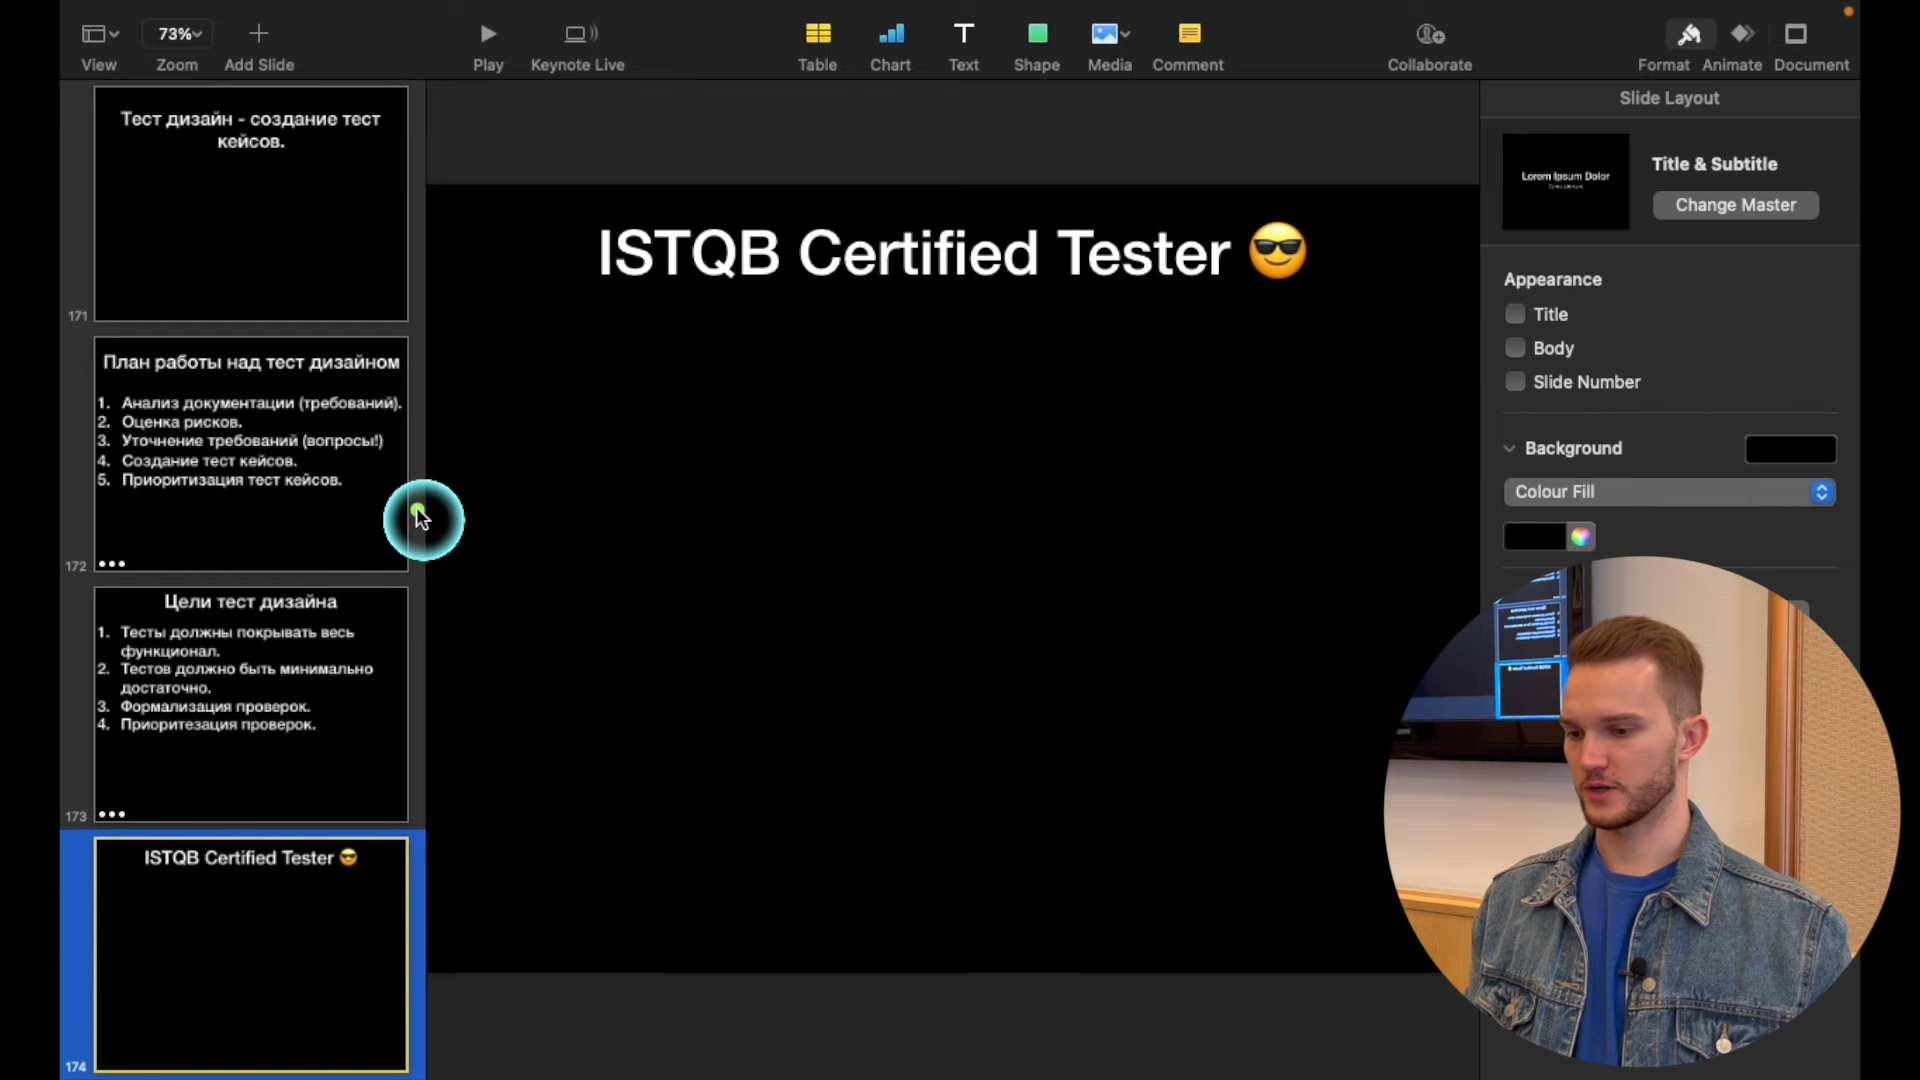 73%
View
Zoom
Add Slide
Play
Keynote Live
Table
Chart
Text
Shape
Media
Comment
Collaborate
Format
Animate
Document
Тест дизайн - создание тест
кейсов.
171
План работы над тест дизайном
1. Анализ документации (требований).
2. Оценка рисков.
3. Уточнение требований (вопросы!)
4. Создание тест кейсов.
5. Приоритизация тест кейсов.
172
Цели тест дизайна
1. Тесты должны покрывать весь
функционал.
2. Тестов должно быть минимально
достаточно.
3. Формализация проверок.
4. Приоритезация проверок.
173
ISTQB Certified Tester 😎
174
ISTQB Certified Tester 😎
Slide Layout
Lorem Ipsum Dolor
Title & Subtitle
Change Master
Appearance
Title
Body
Slide Number
Background
Colour Fill